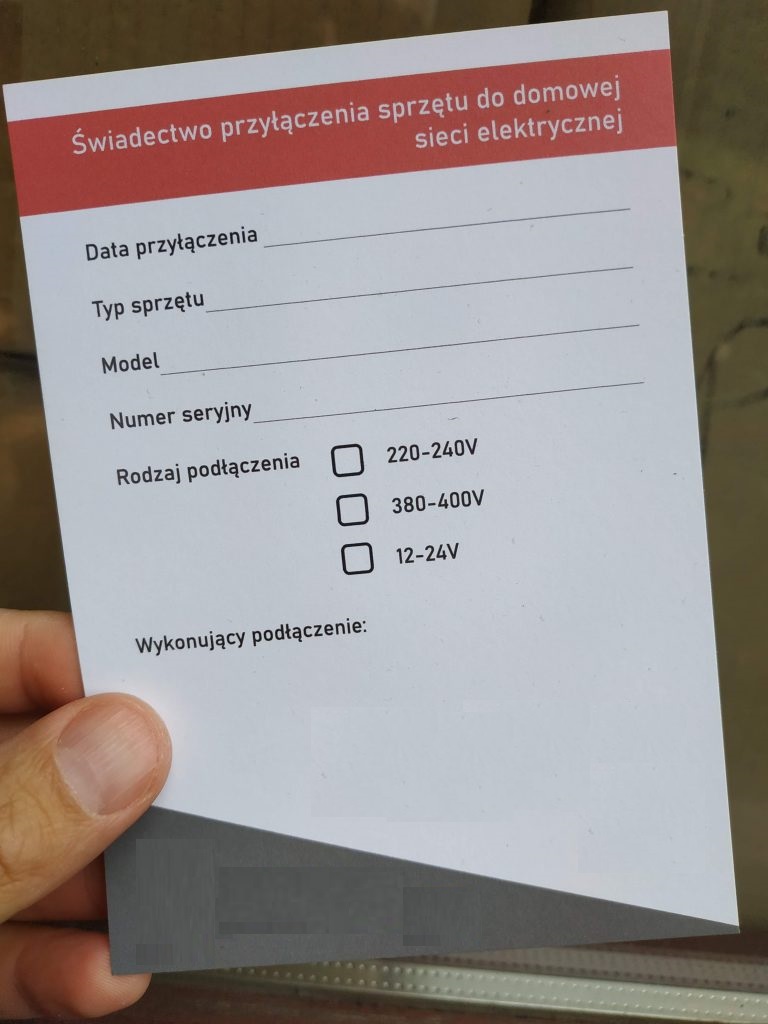 Świadectwo przyłączenia sprzętu do domowej
sieci elektrycznej
Data przyłączenia
Typ sprzętu
Model
Numer seryjny
Rodzaj podłączenia 220-240V
380-400V
12-24V
Wykonujący podłączenie: